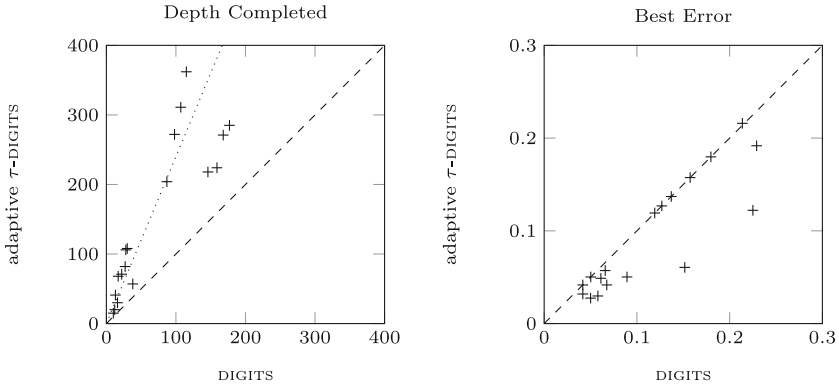 Depth Completed
400
300
200
100
0
0 100 200 300 400
adaptive τ-DIGITS
DIGITS
Best Error
0.3
0.2
0.1
0
0 0.1 0.2 0.3
adaptive τ-DIGITS
DIGITS